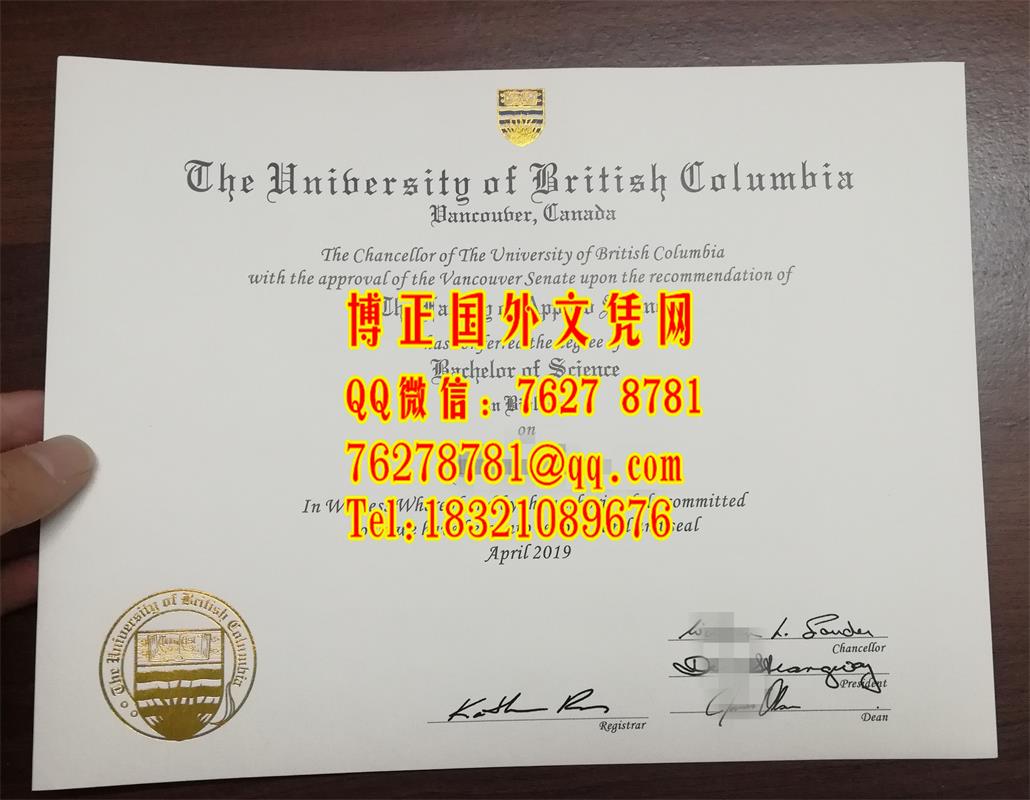 The University of British Columbia
Vancouver, Canada
The Chancellor of The University of British Columbia
with the approval of the Vancouver Senate upon the recommendation of
博正国外文凭网
the degree
Bachelor of Science
QQ微信：7627 8781
on
76278781@qq.com
In committed
Tel:18321089676
seal
April 2019
The University of British Columbia
L.
Chancellor
President
Registrar
Dean